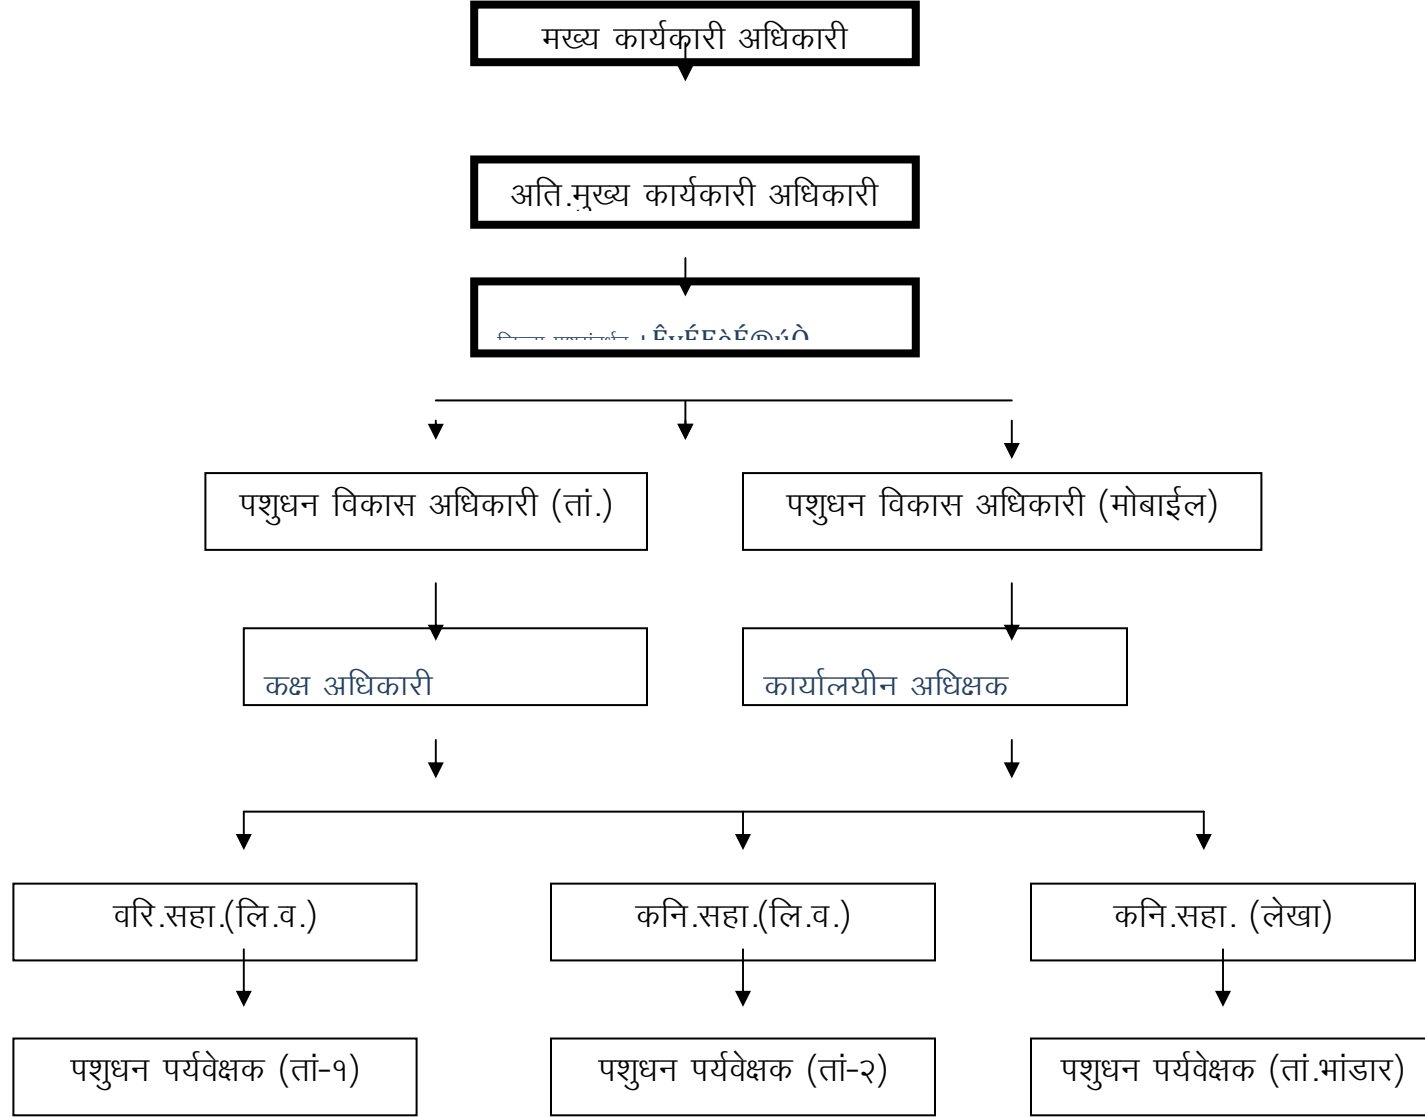 मख्य कार्यकारी अधिकारी
अति.मुख्य कार्यकारी अधिकारी
पशुधन विकास अधिकारी (तां.)
पशुधन विकास अधिकारी (मोबाईल)
कक्ष अधिकारी
कार्यालयीन अधिक्षक
वरि.सहा.(लि.व.)
कनि.सहा.(लि.व.)
कनि.सहा. (लेखा)
पशुधन पर्यवेक्षक (तां-१)
पशुधन पर्यवेक्षक (तां-२)
पशुधन पर्यवेक्षक (तां.भांडार)